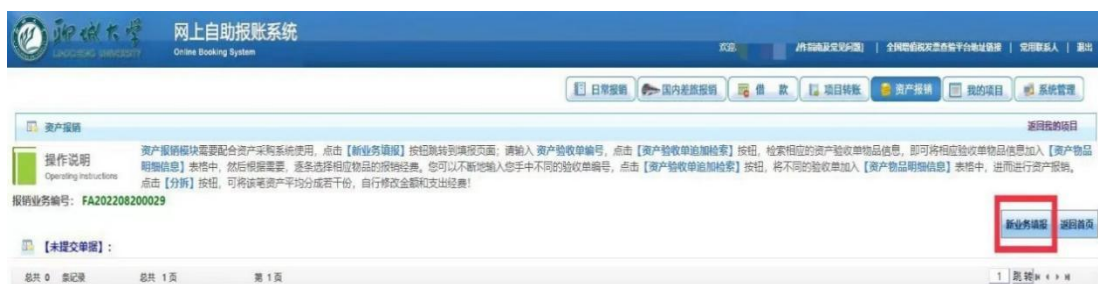 聊城大学
LIAOCHENG UNIVERSITY
网上自助报账系统
Online Booking System
欢迎 | 全国增值税发票查验平台地址链接 | 常用联系人 | 退出
日常报销 国内差旅报销 借 款 项目转账 资产报销 我的项目 系统管理
资产报销 返回我的项目
操作说明
Operating Instructions
资产报销模块需要配合资产采购系统使用，点击【新业务填报】按钮跳转到填报页面；请输入 资产验收单编号，点击【资产验收单追加检索】按钮，检索相应的资产验收单物品信息，即可将相应验收单物品信息加入【资产物品
明细信息】表格中，然后根据需要，逐条选择相应物品的报销经费。您可以不断地输入您手中不同的验收单编号，点击【资产验收单追加检索】按钮，将不同的验收单加入【资产物品明细信息】表格中，进而进行资产报销。
点击【分拆】按钮，可将该笔资产平均分成若干份，自行修改金额和支出经费！
报销业务编号：FA202208200029
新业务填报 返回首页
【未提交单据】：
总共 0 条记录 总共 1页 第 1页 1 跳转